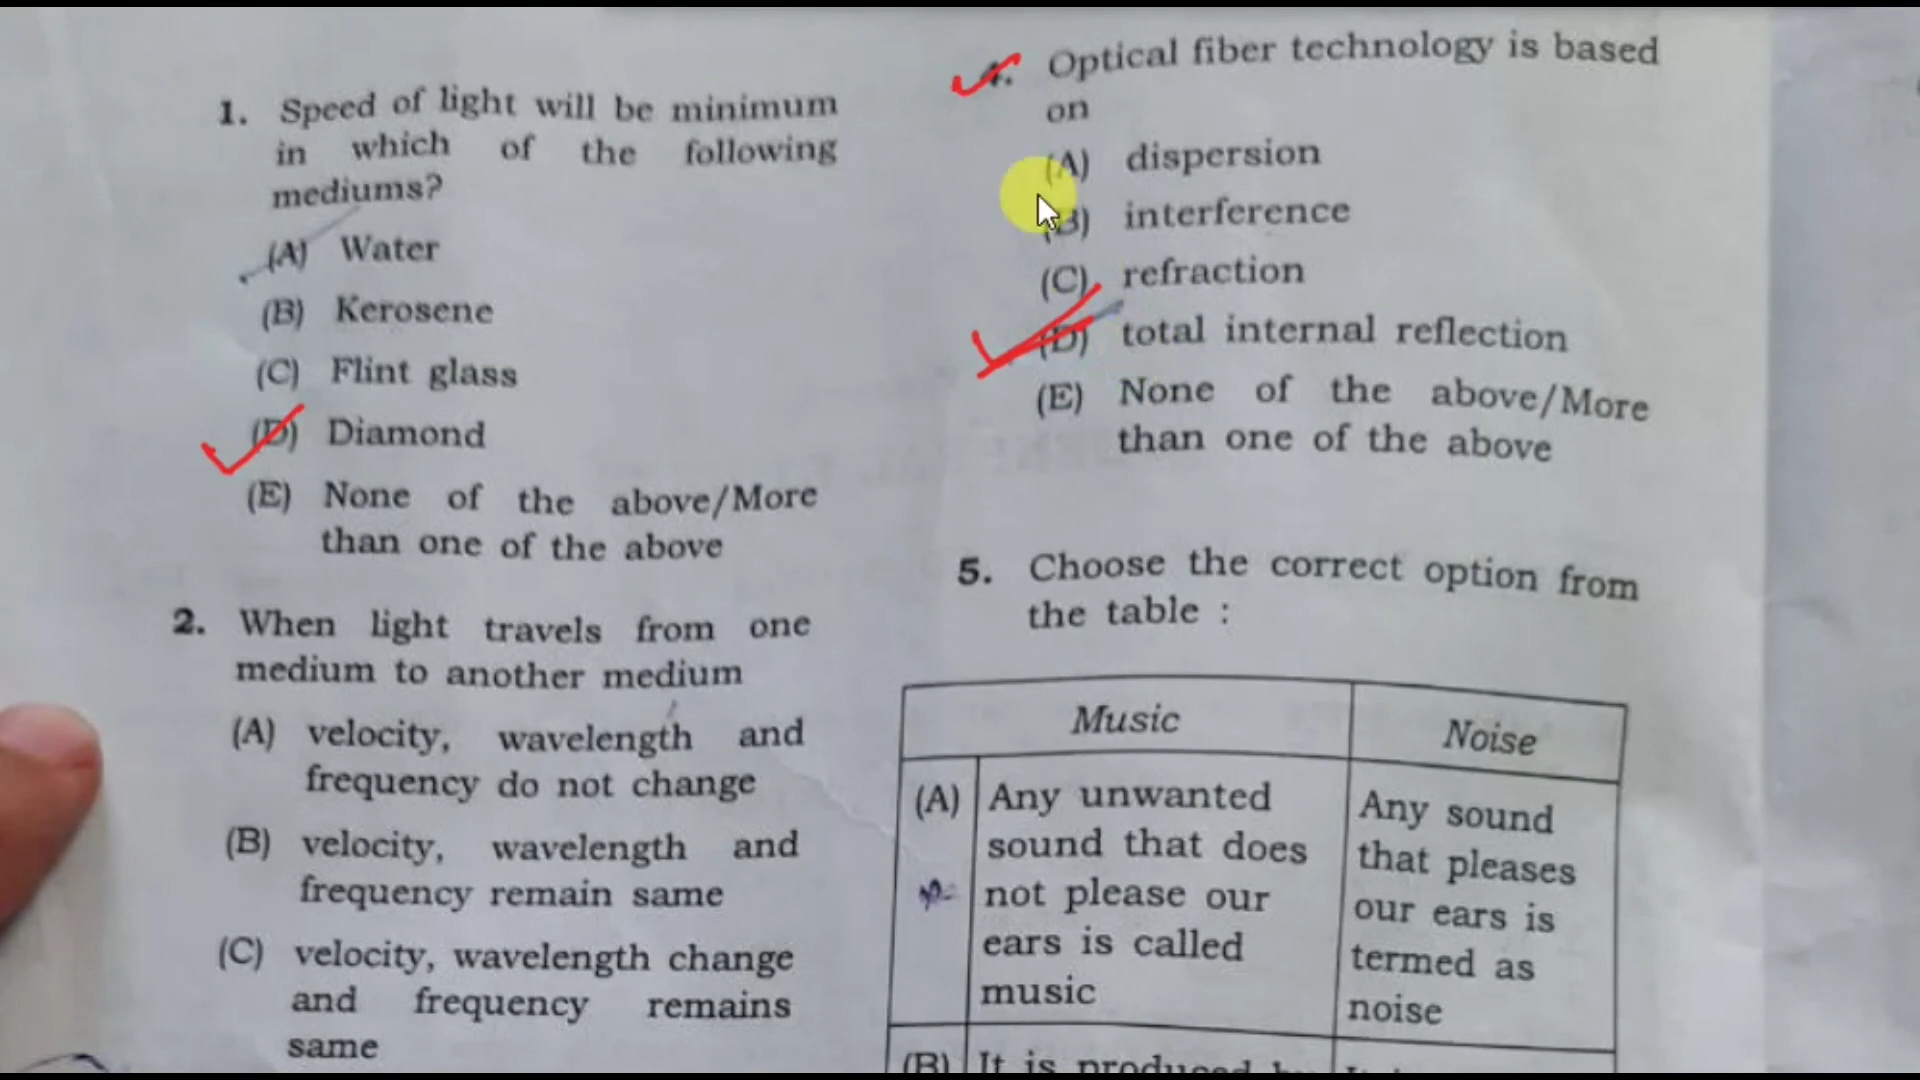 1. Speed of light will be minimum
in which of the following
mediums?
(A) Water
(B) Kerosene
(C) Flint glass
(D) Diamond
(E) None of the above/More
than one of the above
2. When light travels from one
medium to another medium
(A) velocity, wavelength and
frequency do not change
(B) velocity, wavelength and
frequency remain same
(C) velocity, wavelength change
and frequency remains
same
4. Optical fiber technology is based
on
(A) dispersion
(B) interference
(C) refraction
(D) total internal reflection
(E) None of the above/More
than one of the above
5. Choose the correct option from
the table :
Music
Noise
(A) Any unwanted
sound that does
not please our
ears is called
music
Any sound
that pleases
our ears is
termed as
noise
(B) It is produced